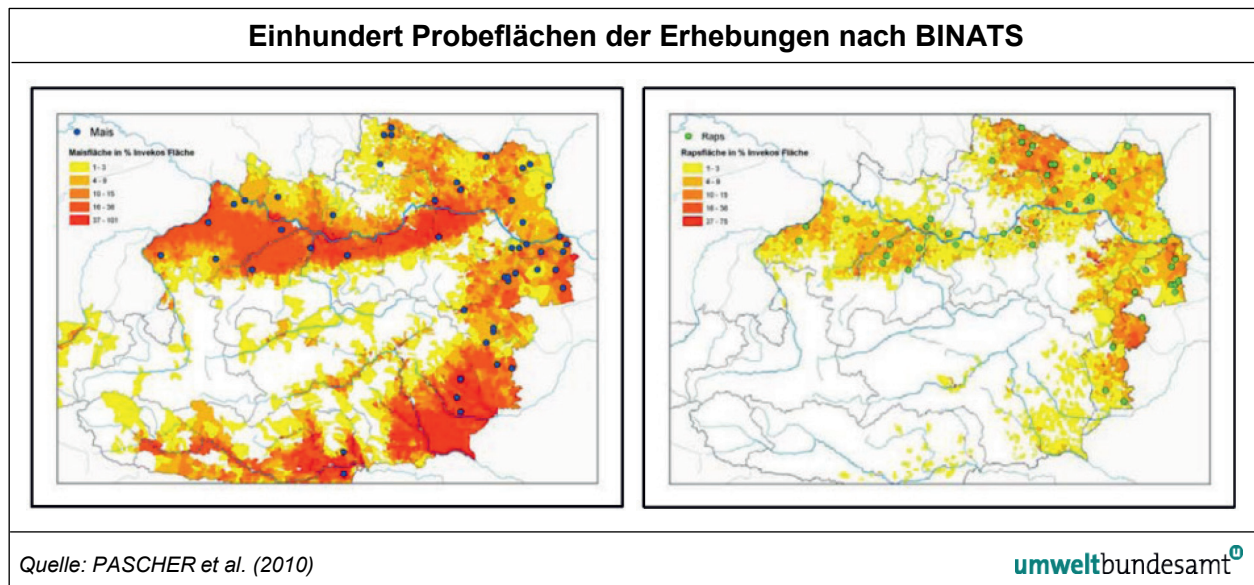 Einhundert Probeflächen der Erhebungen nach BINATS
Mais
Maisfläche in % Invekos Fläche
1 - 3
4 - 9
10 - 15
16 - 36
37 - 101
Raps
Rapsfläche in % Invekos Fläche
1 - 3
4 - 9
10 - 15
16 - 36
37 - 75
Quelle: PASCHER et al. (2010)
umweltbundesamt
u